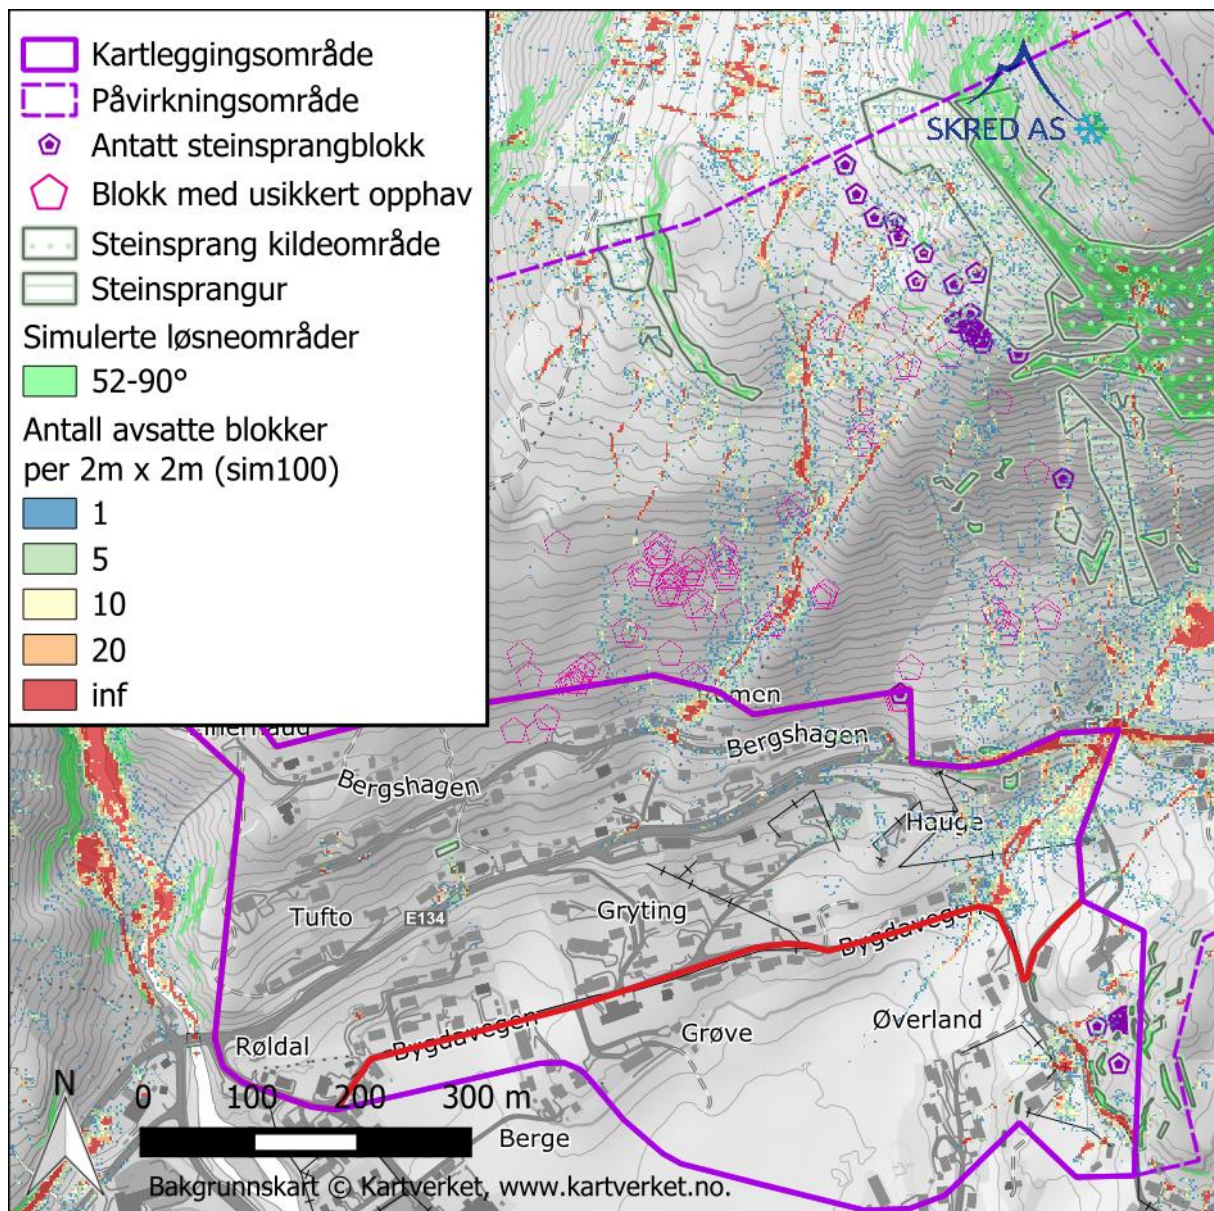 Kartleggingsområde
Påvirkningsområde
Antatt steinsprangblokk
Blokk med usikkert opphav
Steinsprang kildeområde
Steinsprangur
Simulerte løsneområder
52-90°
Antall avsatte blokker
per 2m x 2m (sim100)
1
5
10
20
inf
SKRED AS
Bergshagen
Bergshagen
Hauge
Tufto
E134
Gryting
Bygdavegen
Bygdavegen
Øverland
Grøve
Røldal
Berge
N
0 100 200 300 m
Bakgrunnskart © Kartverket, www.kartverket.no.